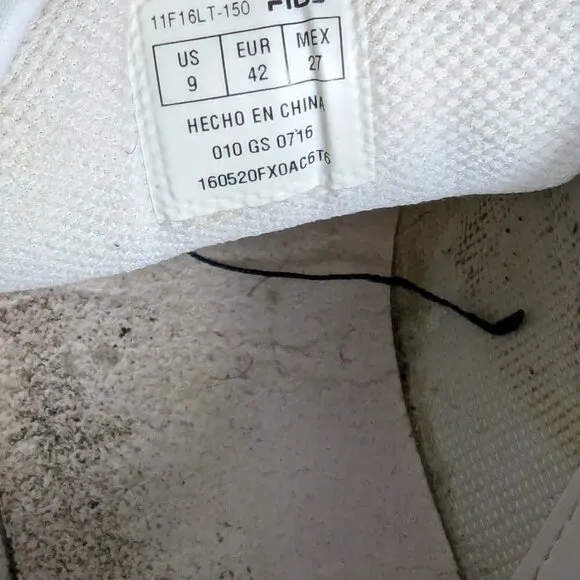 11F16LT-150
US EUR MEX
9 42 27
HECHO EN CHINA
010 GS 0716
160520FX0AC6T6